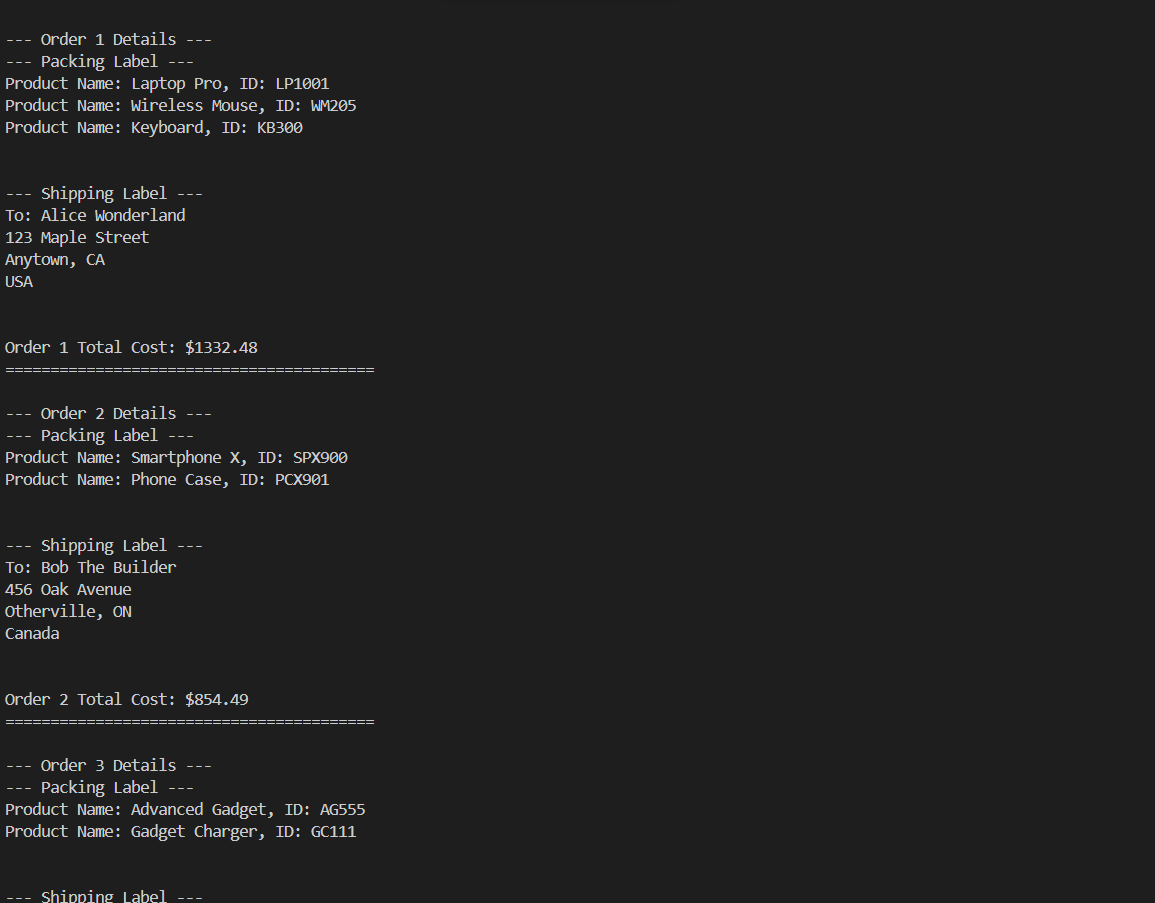 --- Order 1 Details ---
--- Packing Label ---
Product Name: Laptop Pro, ID: LP1001
Product Name: Wireless Mouse, ID: WM205
Product Name: Keyboard, ID: KB300
--- Shipping Label ---
To: Alice Wonderland
123 Maple Street
Anytown, CA
USA
Order 1 Total Cost: $1332.48
=========================================
--- Order 2 Details ---
--- Packing Label ---
Product Name: Smartphone X, ID: SPX900
Product Name: Phone Case, ID: PCX901
--- Shipping Label ---
To: Bob The Builder
456 Oak Avenue
Otherville, ON
Canada
Order 2 Total Cost: $854.49
=========================================
--- Order 3 Details ---
--- Packing Label ---
Product Name: Advanced Gadget, ID: AG555
Product Name: Gadget Charger, ID: GC111
--- Shipping Label ---